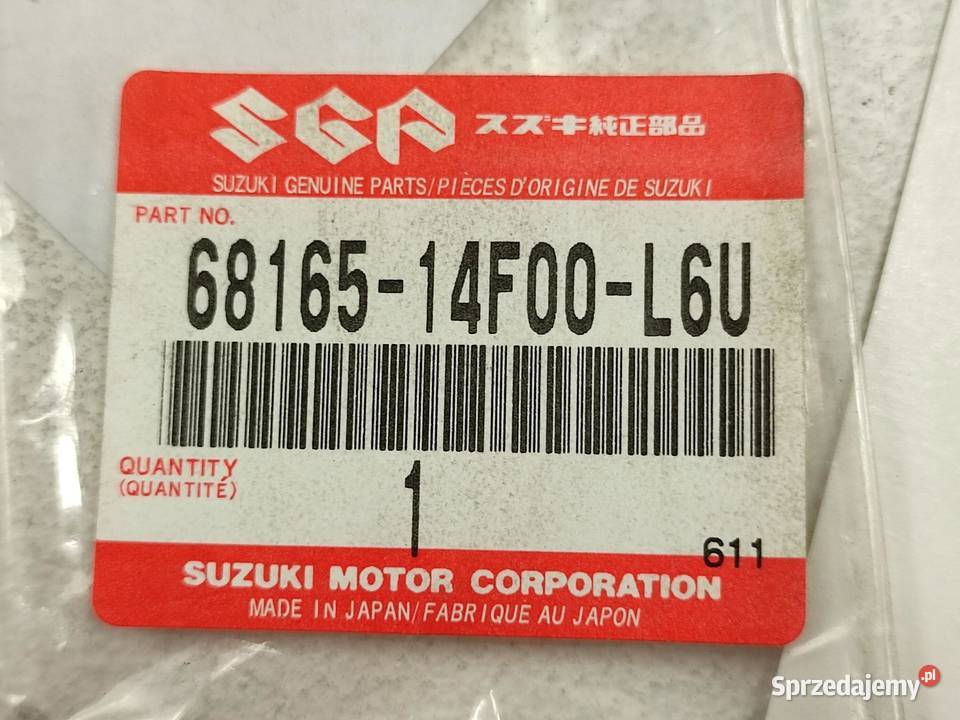 SGP スズキ純正部品
SUZUKI GENUINE PARTS/PIÈCES D'ORIGINE DE SUZUKI
PART NO.
68165-14F00-L6U
QUANTITY
(QUANTITÉ)
1
611
SUZUKI MOTOR CORPORATION
MADE IN JAPAN/FABRIQUE AU JAPON
Sprzedajemy.pl